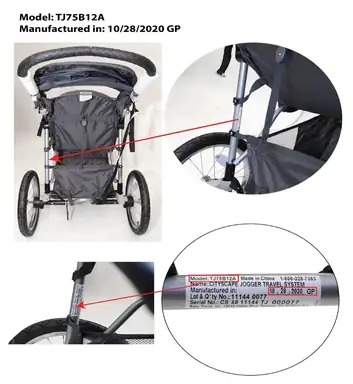 Model: TJ75B12A
Manufactured in: 10/28/2020 GP
Model: TJ75B12A Made in China 1-800-328-7363
Name: CITYSCAPE JOGGER TRAVEL SYSTEM
Manufactured in: 10 , 28 , 2020 GP
Lot & Q'ty No.: 11144 0077
Serial No.: CS 48 11144 TJ 000077